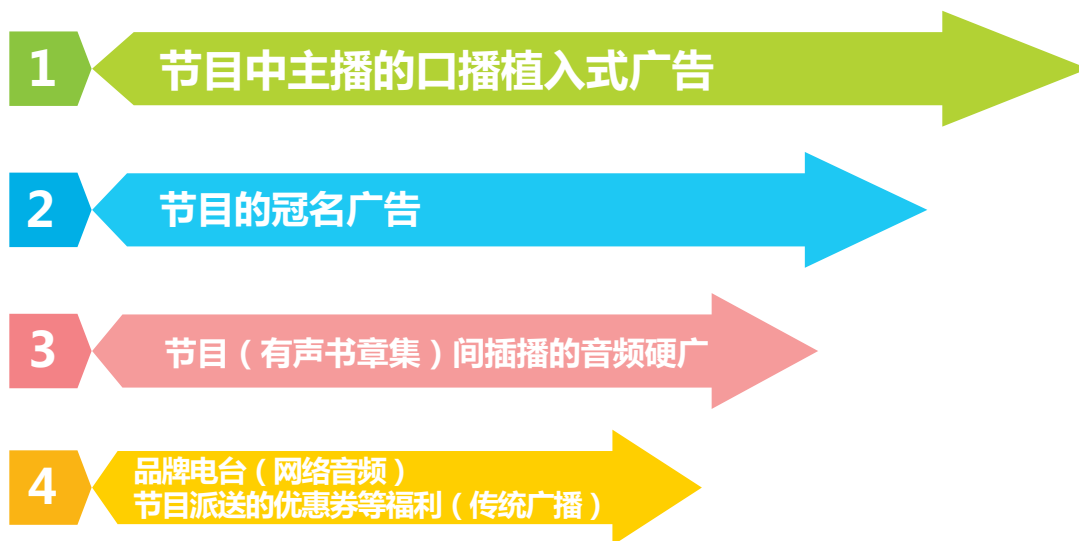 1
节目中主播的口播植入式广告
2
节目的冠名广告
3
节目（有声书章集）间插播的音频硬广
4
品牌电台（网络音频）
节目派送的优惠券等福利（传统广播）